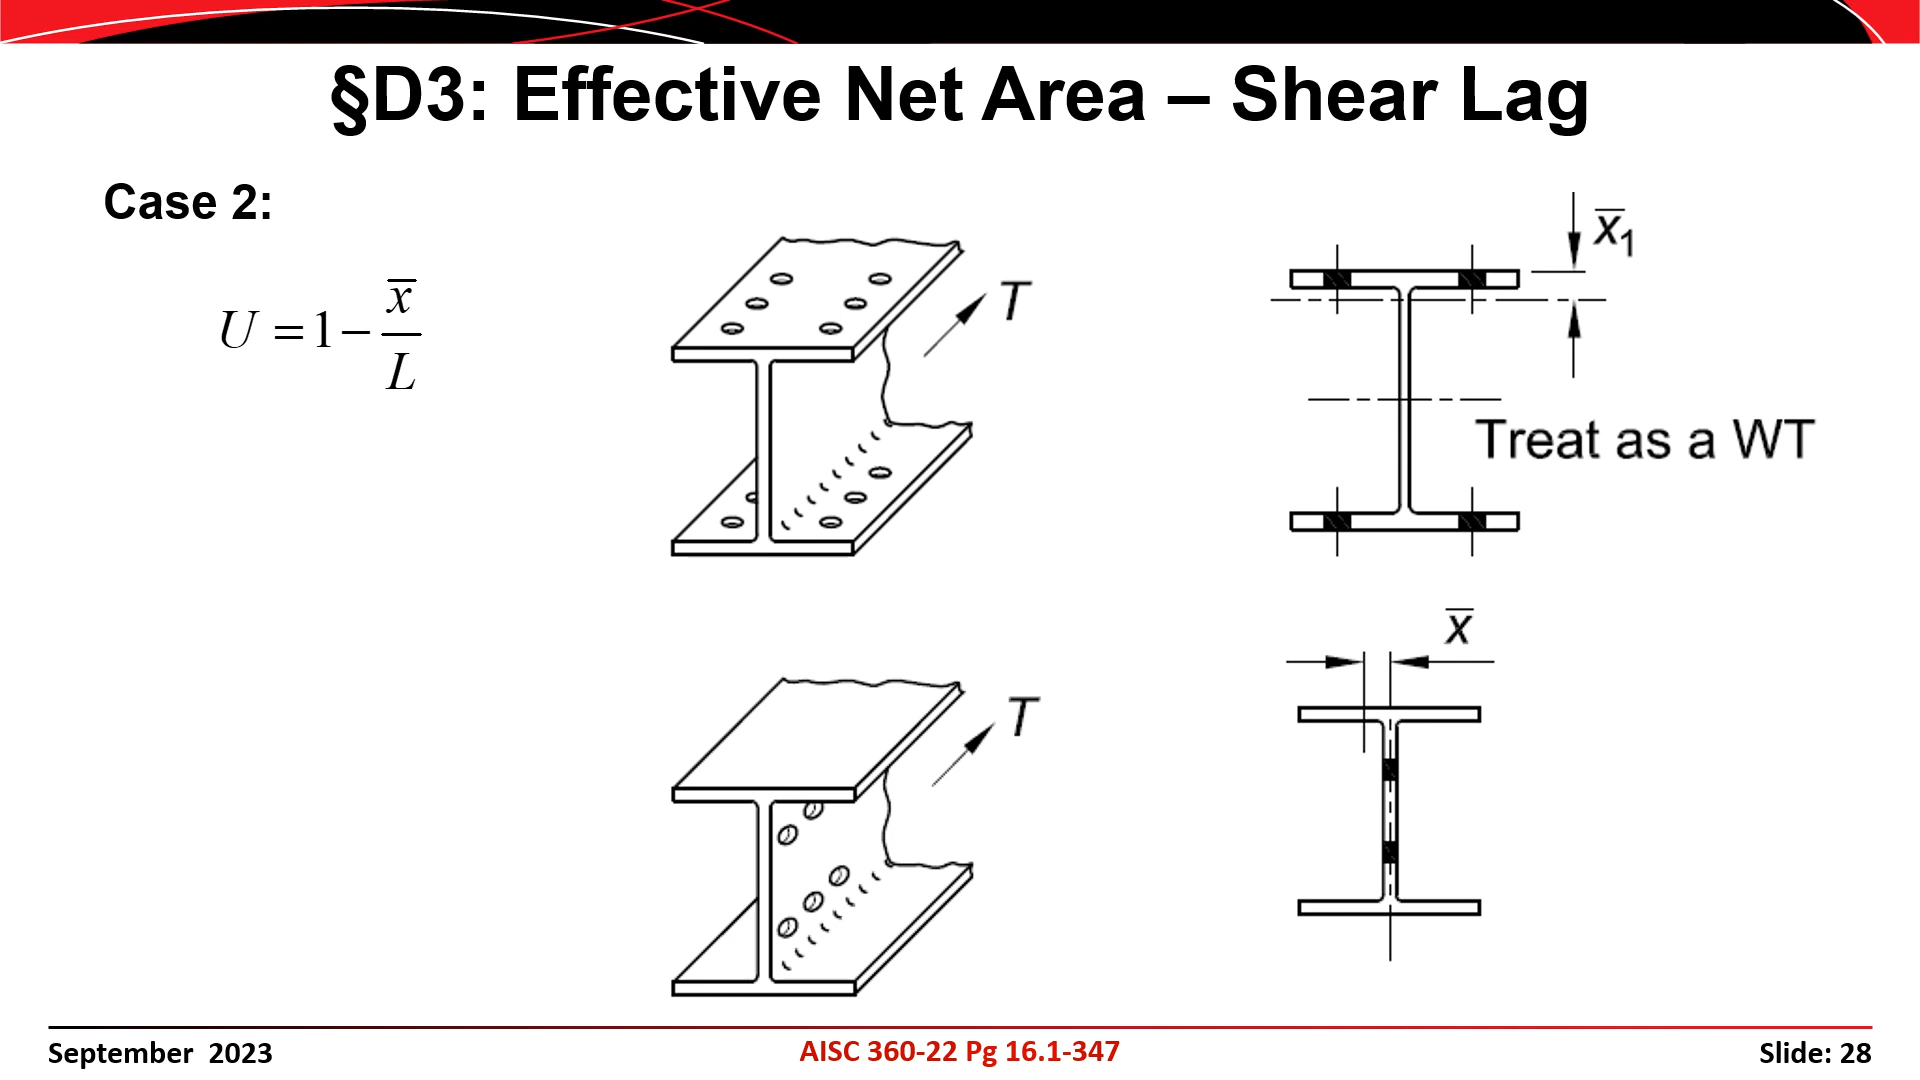 §D3: Effective Net Area – Shear Lag
Case 2:
U = 1 − x̄/L
T
x̄₁
Treat as a WT
T
x̄
September 2023
AISC 360-22 Pg 16.1-347
Slide: 28